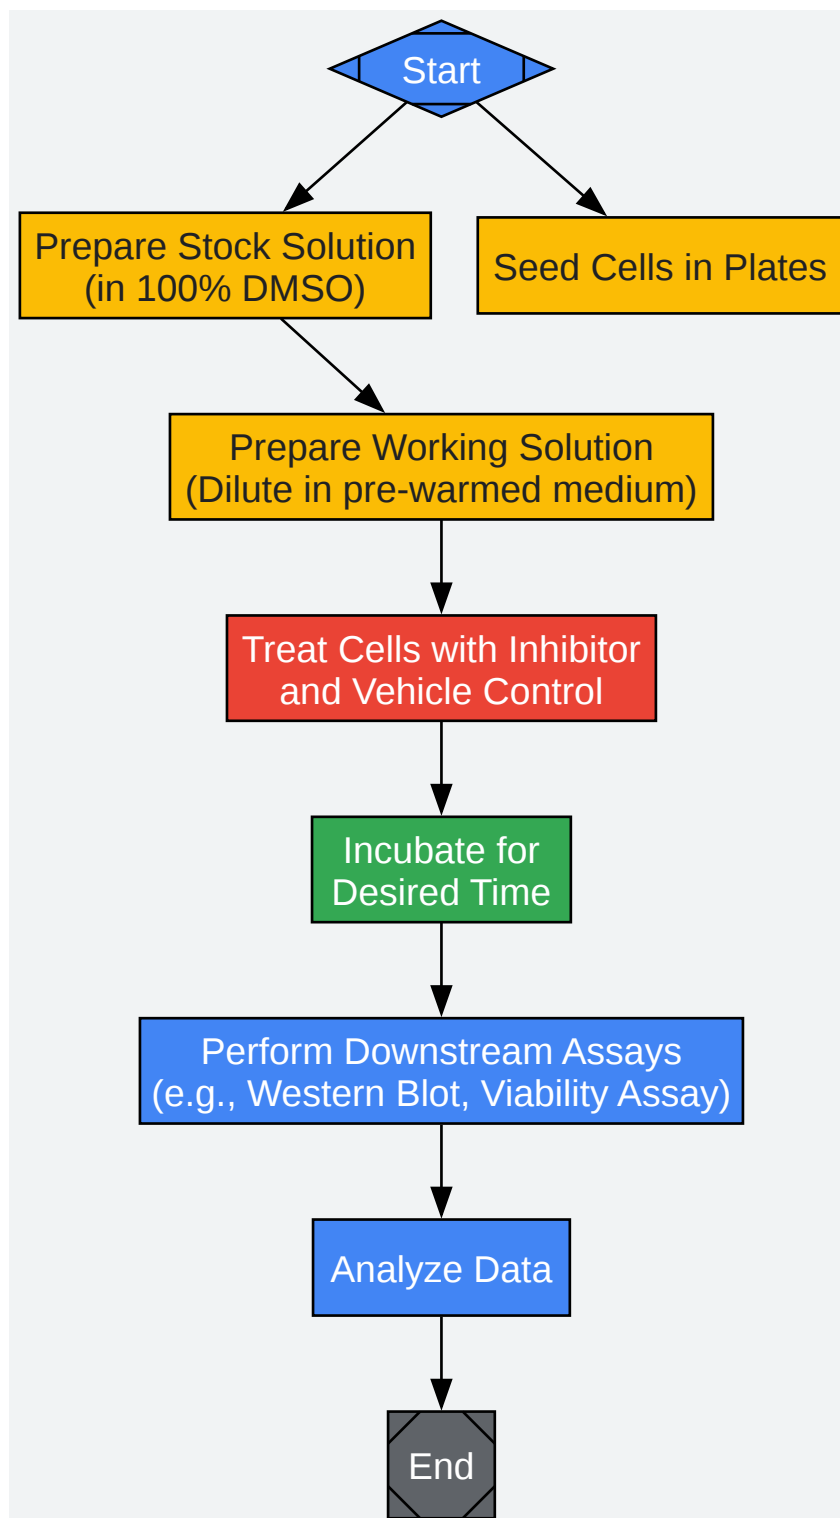 Start
Prepare Stock Solution
(in 100% DMSO)
Seed Cells in Plates
Prepare Working Solution
(Dilute in pre-warmed medium)
Treat Cells with Inhibitor
and Vehicle Control
Incubate for
Desired Time
Perform Downstream Assays
(e.g., Western Blot, Viability Assay)
Analyze Data
End